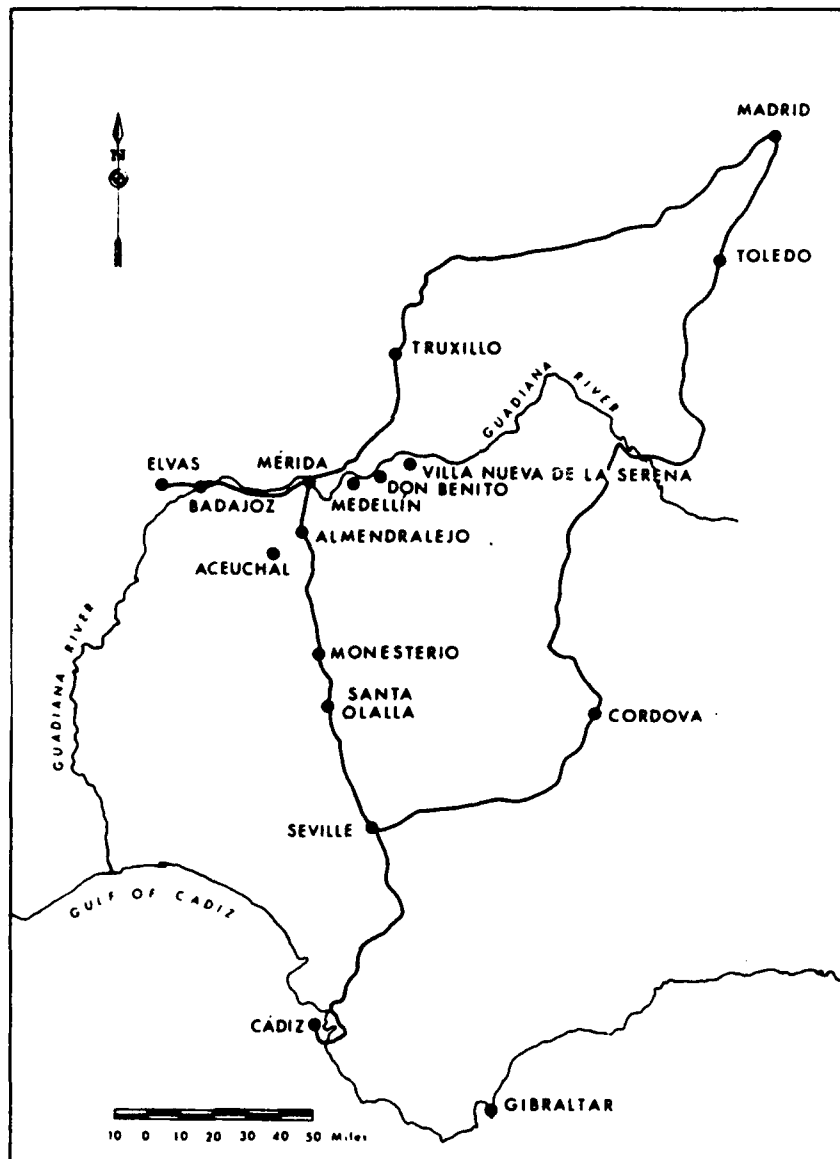 MADRID
N
TOLEDO
TRUXILLO
GUADIANA RIVER
ELVAS
MÉRIDA
VILLA NUEVA DE LA SERENA
DON BENITO
BADAJOZ
MEDELLÍN
ALMENDRALEJO
ACEUCHAL
GUADIANA RIVER
MONESTERIO
SANTA
OLALLA
CORDOVA
SEVILLE
GULF OF CADIZ
CÁDIZ
GIBRALTAR
10 0 10 20 30 40 50 Miles